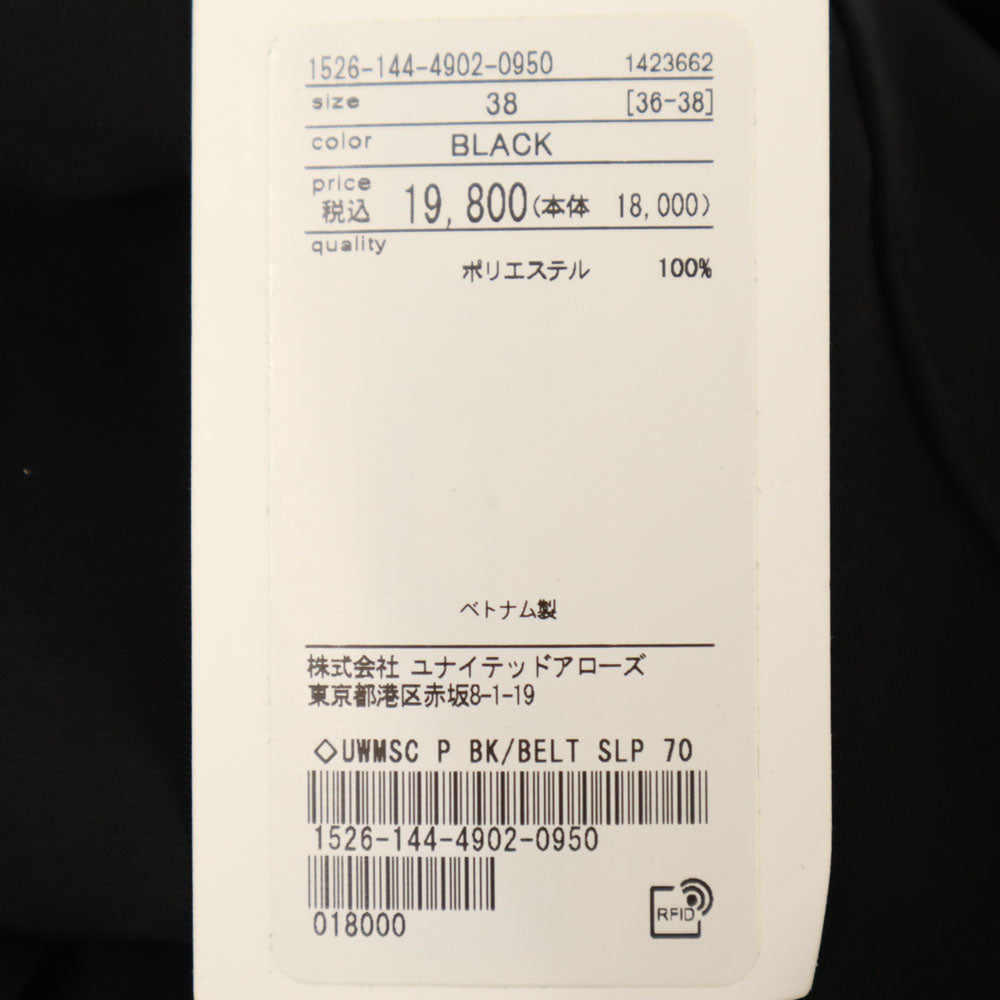 1526-144-4902-0950 1423662
size 38 [36-38]
color BLACK
price
税込 19,800(本体 18,000)
quality
ポリエステル 100%
ベトナム製
株式会社 ユナイテッドアローズ
東京都港区赤坂8-1-19
◇UWMSC P BK/BELT SLP 70
1526-144-4902-0950
018000
RFID